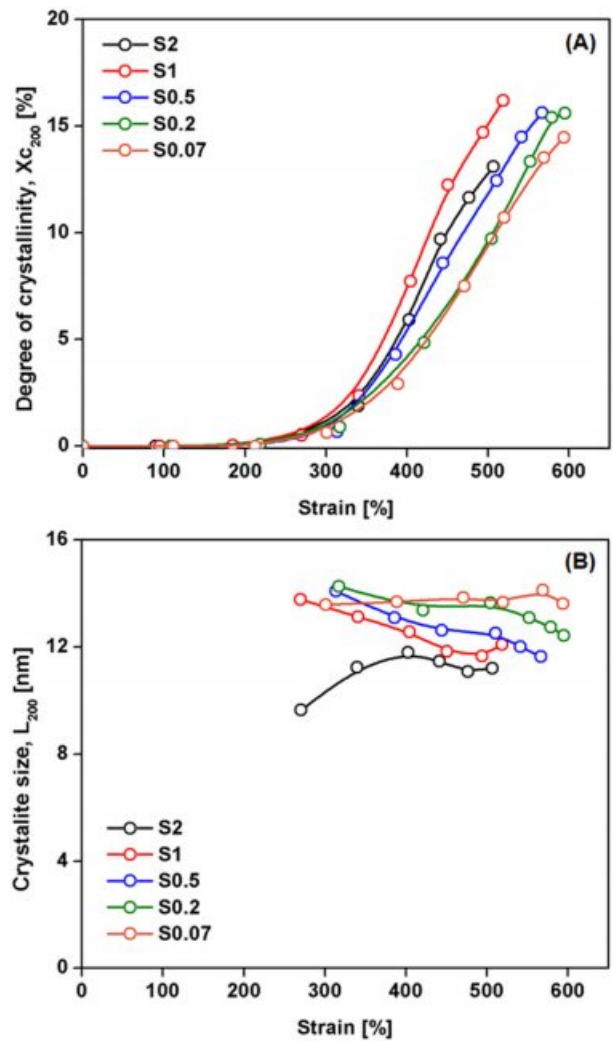 20
15
10
5
0
Degree of crystallinity, Xc₂₀₀ [%]
(A)
S2
S1
S0.5
S0.2
S0.07
0 100 200 300 400 500 600
Strain [%]
16
12
8
4
0
Crystalite size, L₂₀₀ [nm]
(B)
S2
S1
S0.5
S0.2
S0.07
0 100 200 300 400 500 600
Strain [%]